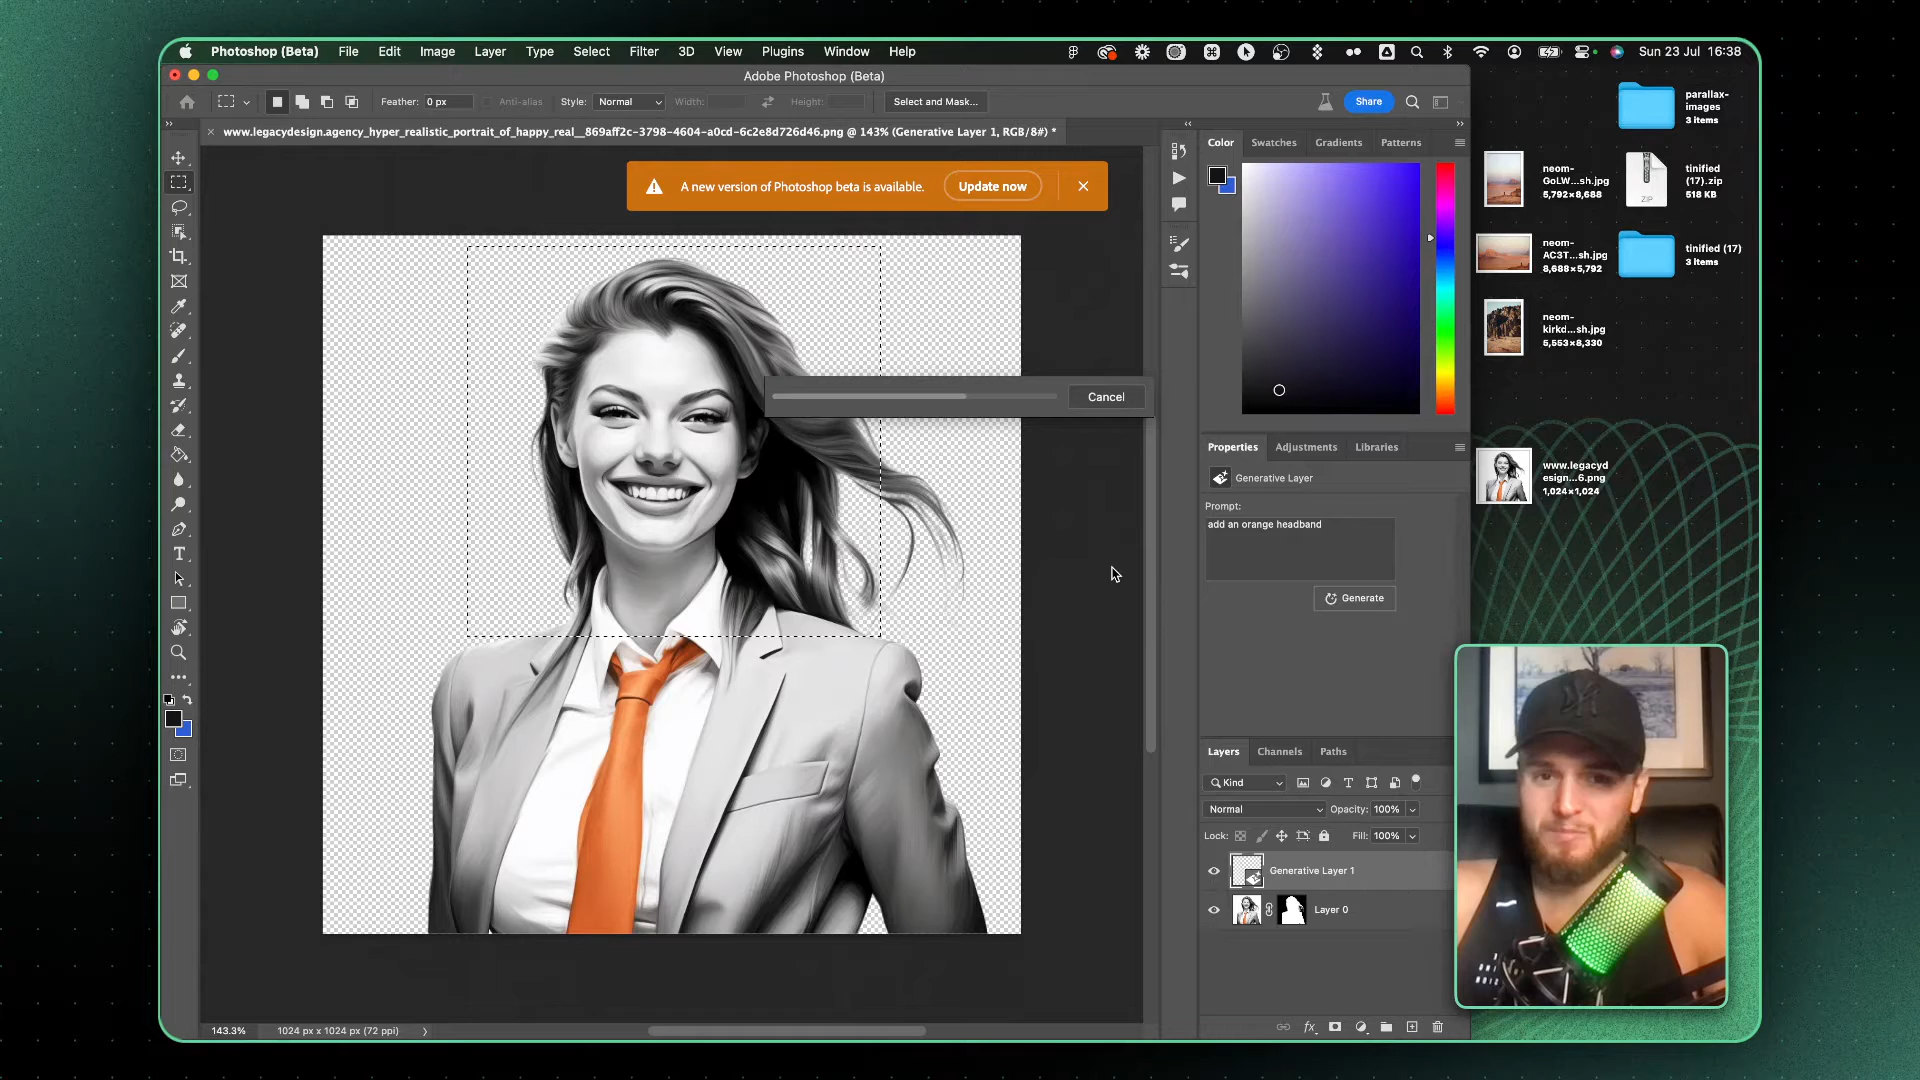 Photoshop (Beta) File Edit Image Layer Type Select Filter 3D View Plugins Window Help
Sun 23 Jul 16:38
Adobe Photoshop (Beta)
Feather: 0 px Anti-alias Style: Normal Width: Height: Select and Mask...
Share
www.legacydesign.agency_hyper_realistic_portrait_of_happy_real__869aff2c-3798-4604-a0cd-6c2e8d726d46.png @ 143% (Generative Layer 1, RGB/8#) *
A new version of Photoshop beta is available. Update now
Cancel
Color Swatches Gradients Patterns
Properties Adjustments Libraries
Generative Layer
Prompt:
add an orange headband
Generate
Layers Channels Paths
Kind
Normal Opacity: 100%
Lock: Fill: 100%
Generative Layer 1
Layer 0
143.3% 1024 px x 1024 px (72 ppi)
parallax-
images
3 items
neom-
GoLW...sh.jpg
5,792×8,688
ZIP
tinified
(17).zip
518 KB
neom-
AC3T...sh.jpg
8,688×5,792
tinified (17)
3 items
neom-
kirkd...sh.jpg
5,553×8,330
www.legacyd
esign...6.png
1,024×1,024